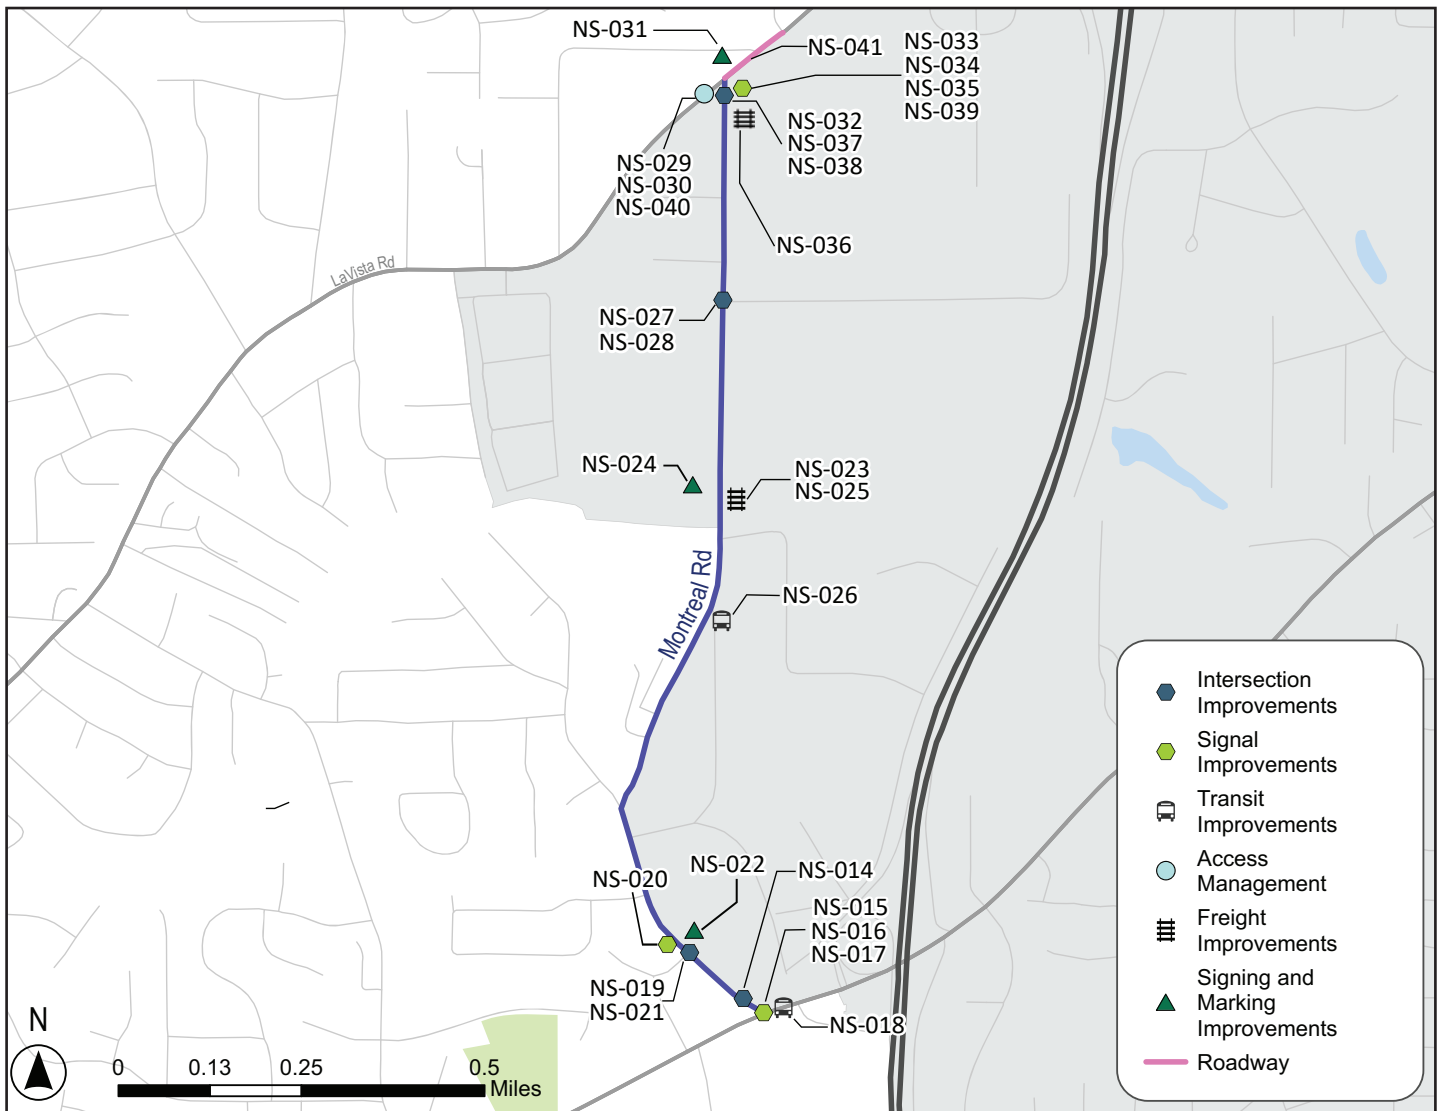 NS-031
NS-041
NS-033
NS-034
NS-035
NS-039
NS-032
NS-037
NS-038
NS-029
NS-030
NS-040
NS-036
LaVista Rd
NS-027
NS-028
NS-024
NS-023
NS-025
Montreal Rd
NS-026
NS-022
NS-020
NS-014
NS-015
NS-016
NS-017
NS-019
NS-021
NS-018
N
0 0.13 0.25 0.5
Miles
Intersection
Improvements
Signal
Improvements
Transit
Improvements
Access
Management
Freight
Improvements
Signing and
Marking
Improvements
Roadway